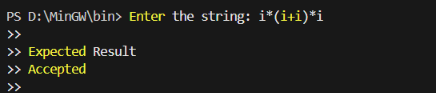 PS D:\MinGW\bin> Enter the string: i*(i+i)*i
>>
>> Expected Result
>> Accepted
>>